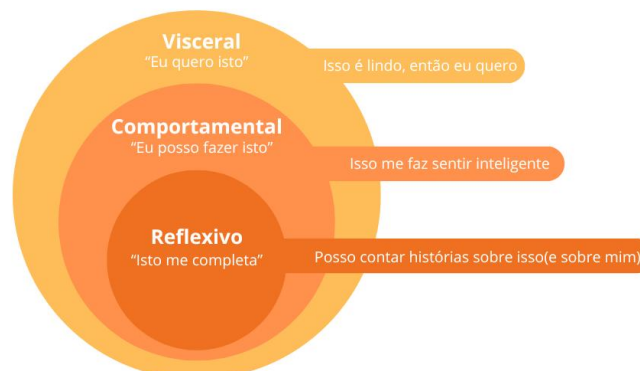 Visceral
“Eu quero isto”
Isso é lindo, então eu quero
Comportamental
“Eu posso fazer isto”
Isso me faz sentir inteligente
Reflexivo
“Isto me completa”
Posso contar histórias sobre isso(e sobre mim)